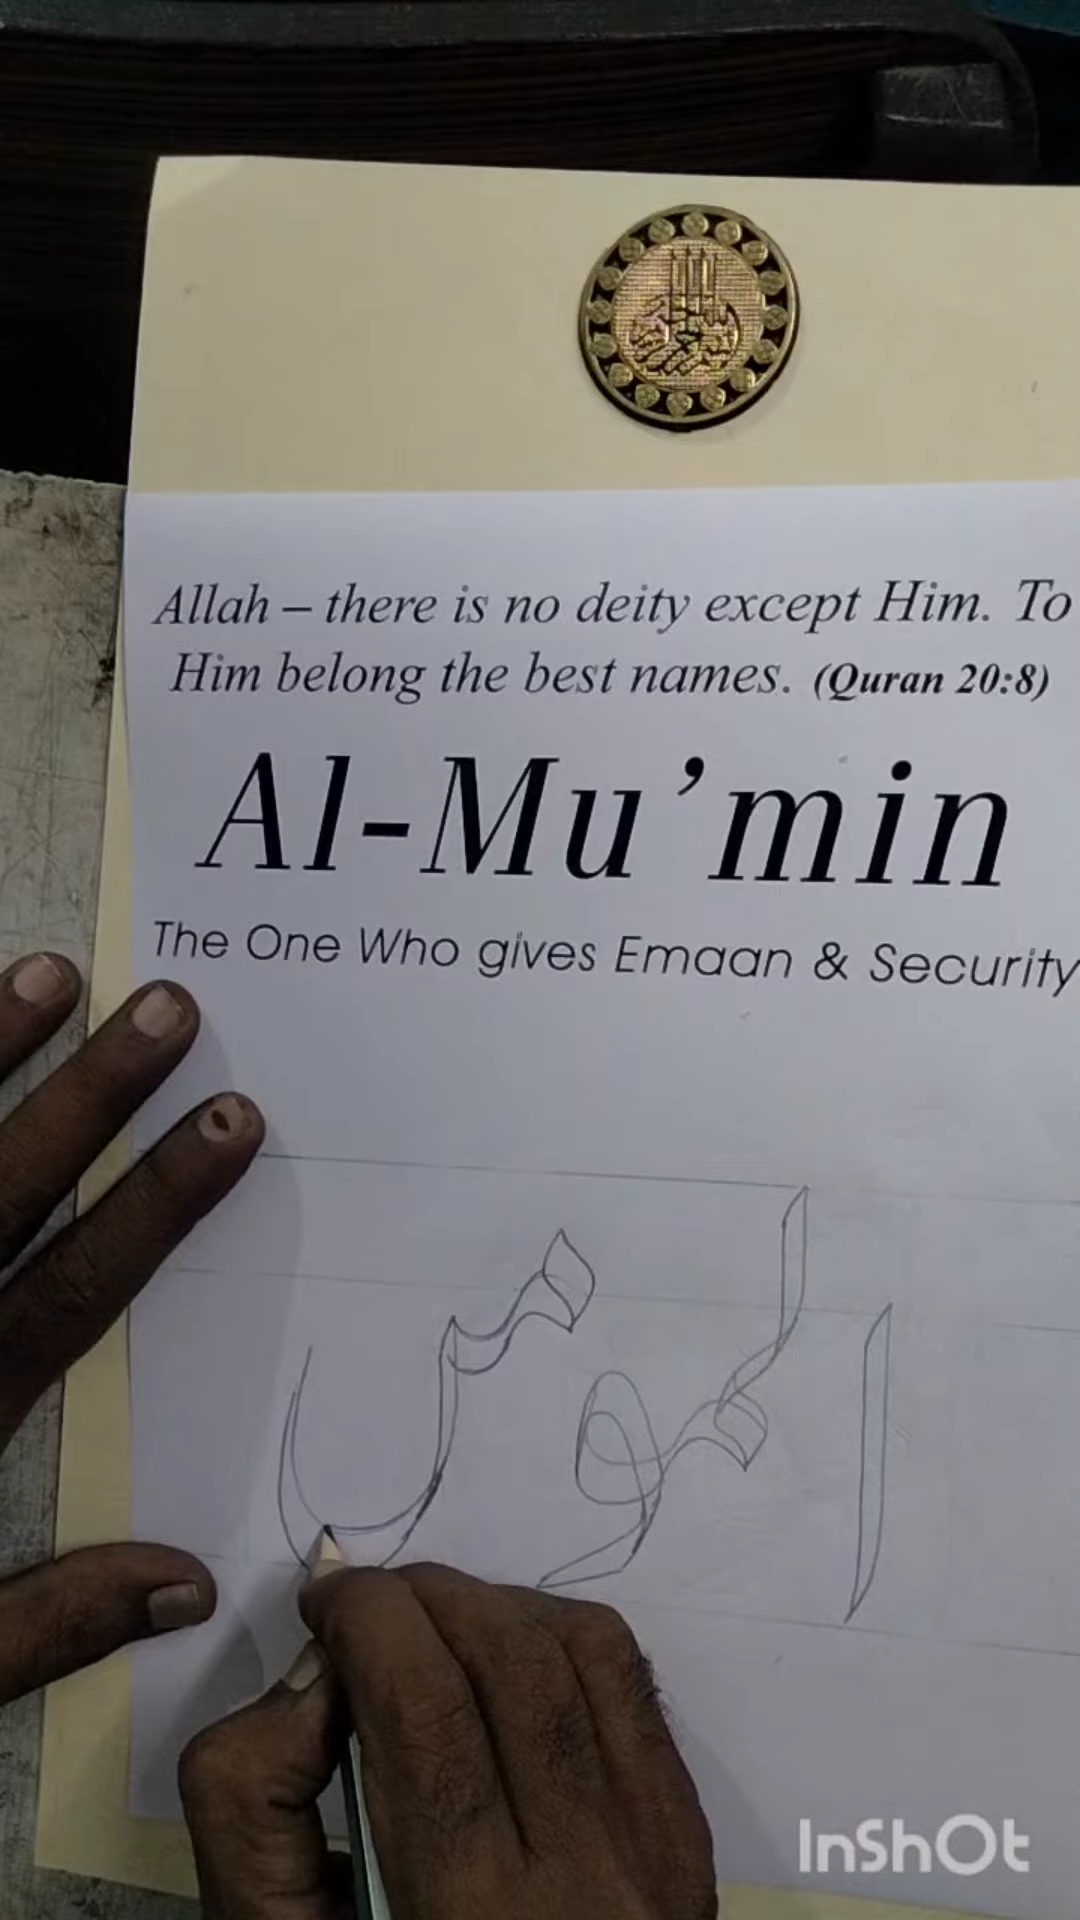 Allah – there is no deity except Him. To
Him belong the best names. (Quran 20:8)
Al-Mu’min
The One Who gives Emaan & Security
المومن
InShOt